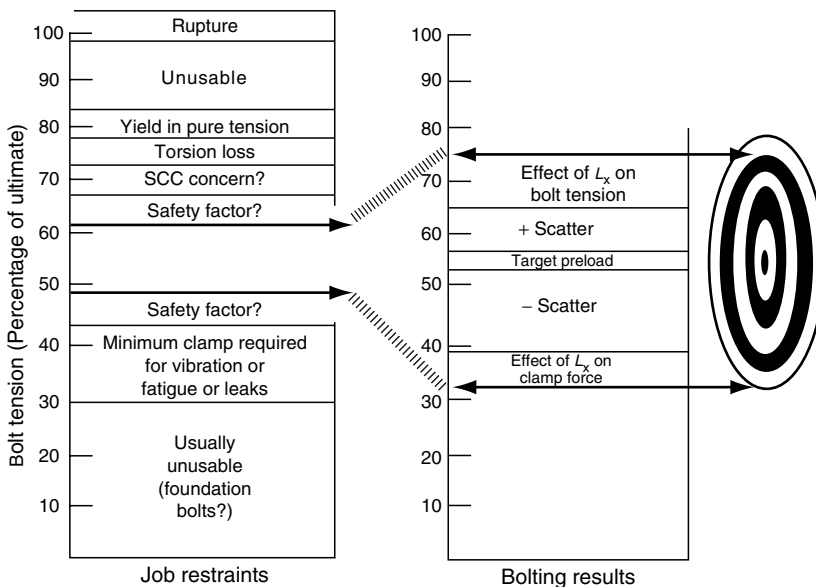 Bolt tension (Percentage of ultimate)
100
90
80
70
60
50
40
30
20
10
Rupture
Unusable
Yield in pure tension
Torsion loss
SCC concern?
Safety factor?
Safety factor?
Minimum clamp required
for vibration or
fatigue or leaks
Usually
unusable
(foundation
bolts?)
Job restraints
100
90
80
70
60
50
40
30
20
10
Effect of Lx on
bolt tension
+ Scatter
Target preload
− Scatter
Effect of Lx on
clamp force
Bolting results